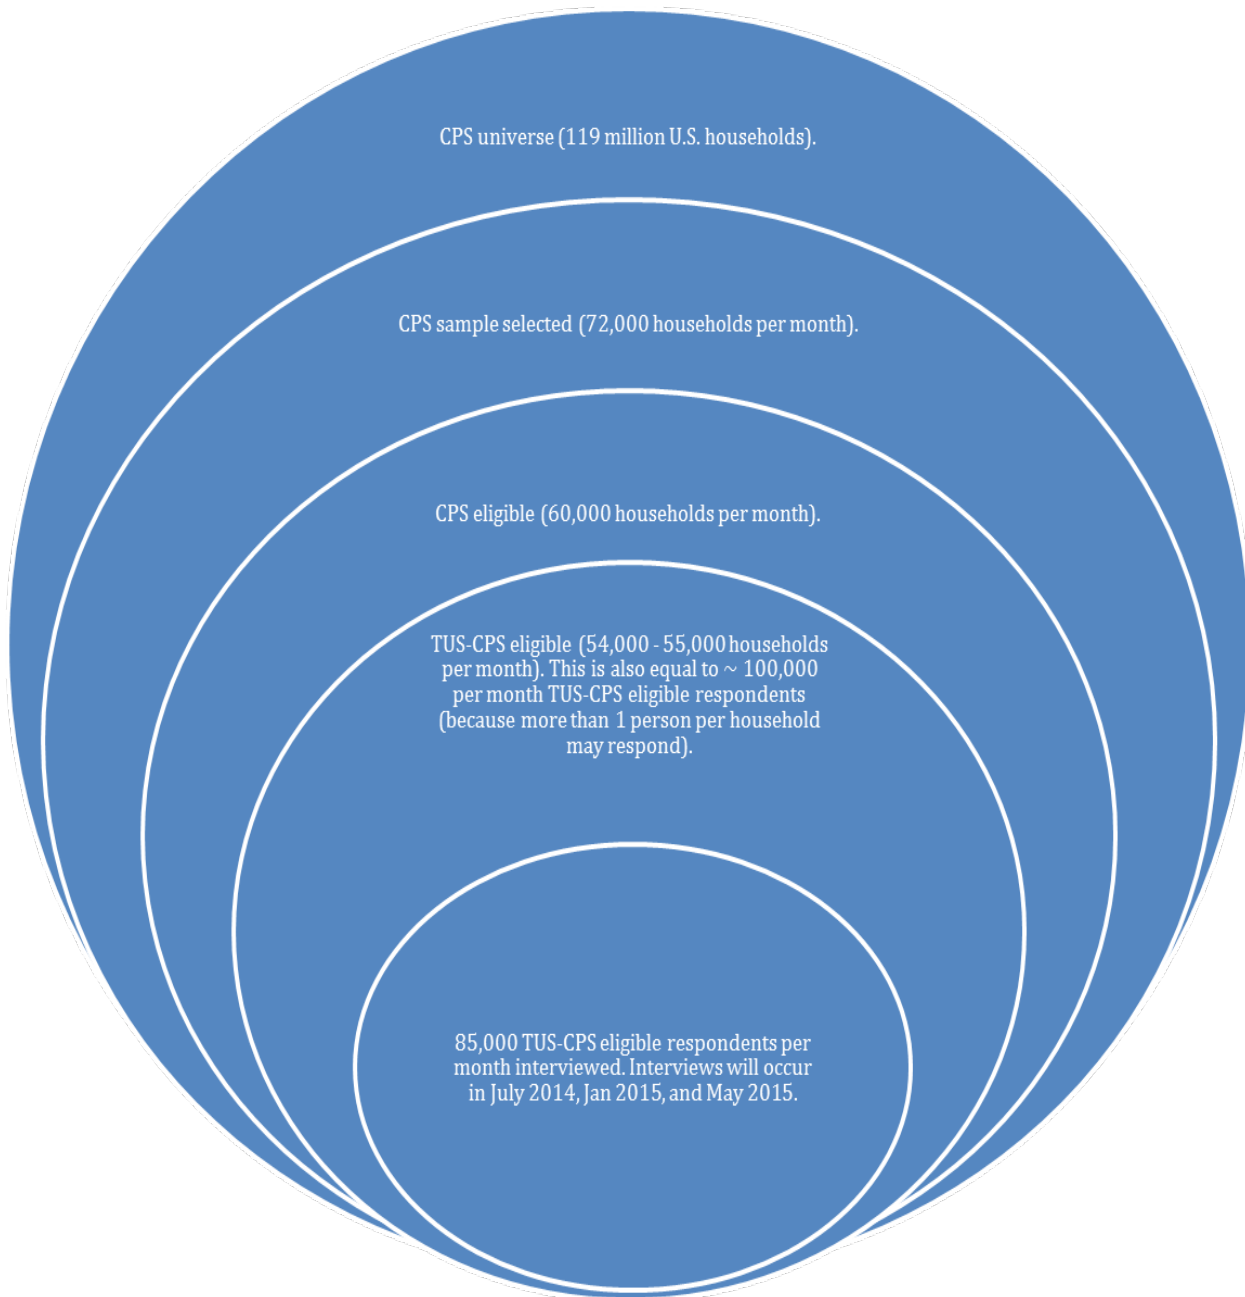 CPS universe (119 million U.S. households).
CPS sample selected (72,000 households per month).
CPS eligible (60,000 households per month).
TUS-CPS eligible (54,000 - 55,000 households
per month). This is also equal to ~ 100,000
per month TUS-CPS eligible respondents
(because more than 1 person per household
may respond).
85,000 TUS-CPS eligible respondents per
month interviewed. Interviews will occur
in July 2014, Jan 2015, and May 2015.